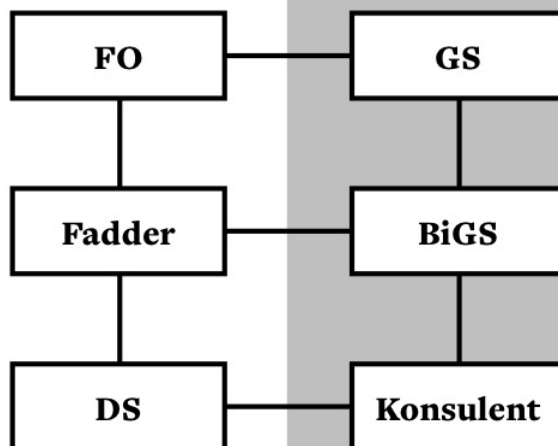 FO
GS
Fadder
BiGS
DS
Konsulent